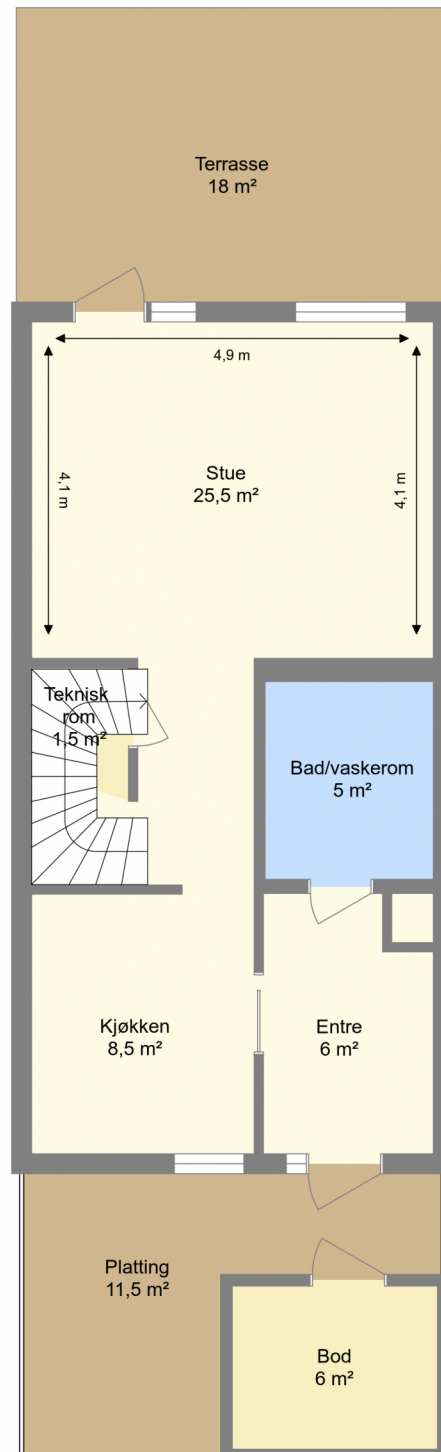 Terrasse
18 m²
4,9 m
4,1 m
4,1 m
Stue
25,5 m²
Teknisk
rom
1,5 m²
Bad/vaskerom
5 m²
Kjøkken
8,5 m²
Entre
6 m²
Platting
11,5 m²
Bod
6 m²